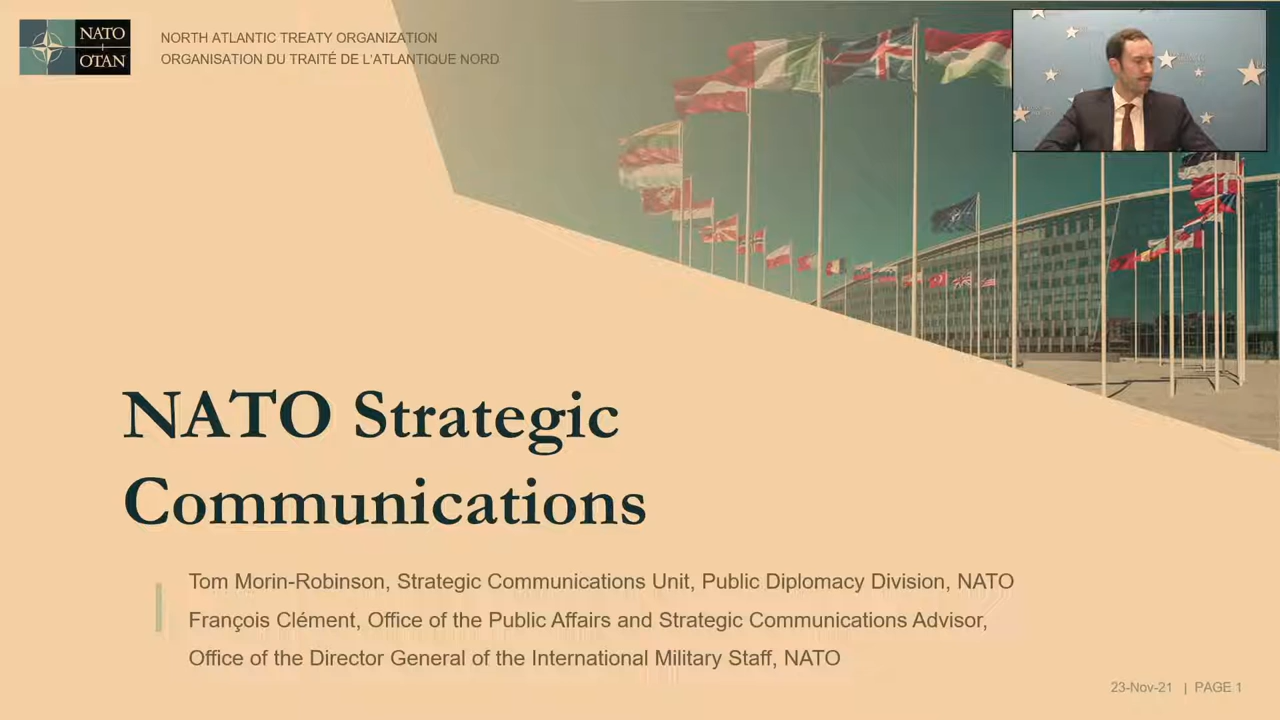 NATO
OTAN
NORTH ATLANTIC TREATY ORGANIZATION
ORGANISATION DU TRAITÉ DE L'ATLANTIQUE NORD
NATO Strategic
Communications
Tom Morin-Robinson, Strategic Communications Unit, Public Diplomacy Division, NATO
François Clément, Office of the Public Affairs and Strategic Communications Advisor,
Office of the Director General of the International Military Staff, NATO
23-Nov-21 | PAGE 1